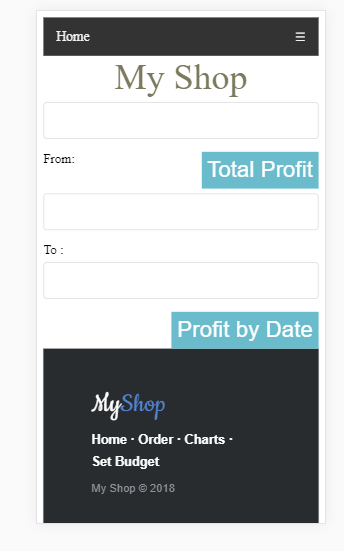 Home ☰
My Shop
From:
Total Profit
To :
Profit by Date
MyShop
Home · Order · Charts ·
Set Budget
My Shop © 2018